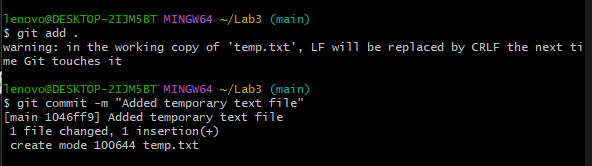 lenovo@DESKTOP-2IJM5BT MINGW64 ~/Lab3 (main)
$ git add .
warning: in the working copy of 'temp.txt', LF will be replaced by CRLF the next ti
me Git touches it
lenovo@DESKTOP-2IJM5BT MINGW64 ~/Lab3 (main)
$ git commit -m "Added temporary text file"
[main 1046ff9] Added temporary text file
 1 file changed, 1 insertion(+)
 create mode 100644 temp.txt